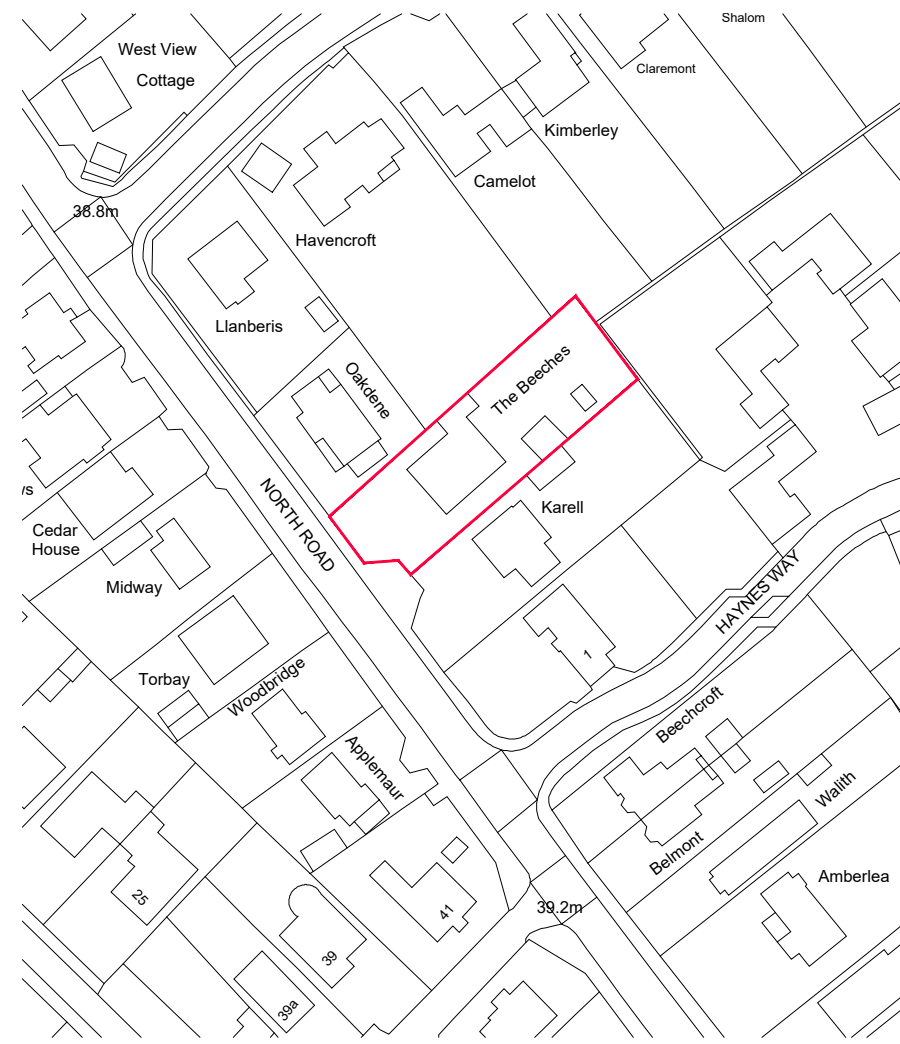 Shalom
West View
Cottage
Claremont
Kimberley
Camelot
38.8m
Havencroft
Llanberis
Oakdene
The Beeches
ws
NORTH ROAD
Karell
Cedar
House
Midway
HAYNES WAY
1
Torbay
Woodbridge
Beechcroft
Applemaur
Walith
Belmont
Amberlea
25
41
39.2m
39
39a